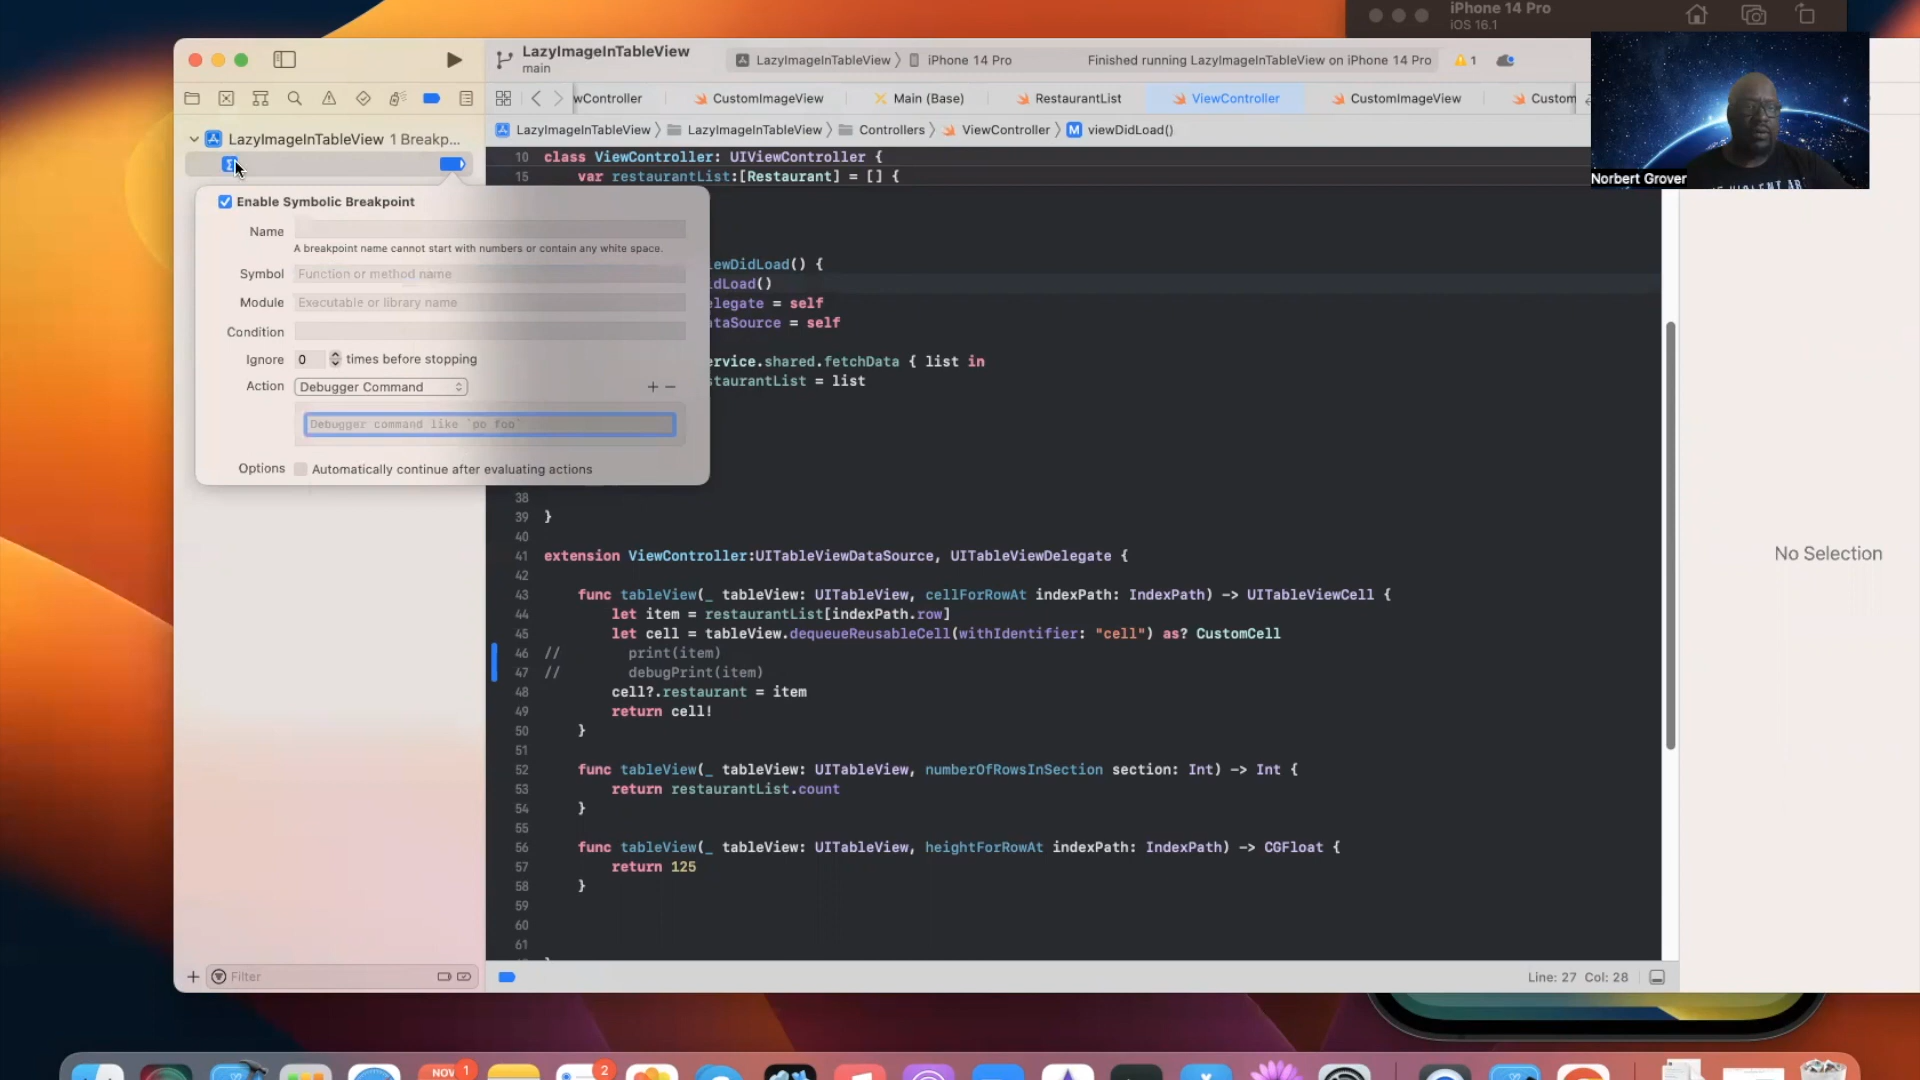 iPhone 14 Pro
iOS 16.1
LazyImageInTableView
main
LazyImageInTableView
iPhone 14 Pro
Finished running LazyImageInTableView on iPhone 14 Pro
1
wController
CustomImageView
Main (Base)
RestaurantList
ViewController
CustomImageView
Custom
LazyImageInTableView
LazyImageInTableView
Controllers
ViewController
M viewDidLoad()
LazyImageInTableView 1 Breakp...
Norbert Grover
Enable Symbolic Breakpoint
Name
A breakpoint name cannot start with numbers or contain any white space.
Symbol Function or method name
Module Executable or library name
Condition
Ignore 0 times before stopping
Action Debugger Command + −
Debugger command like `po foo`
Options Automatically continue after evaluating actions
10 class ViewController: UIViewController {
15 var restaurantList:[Restaurant] = [] {
ewDidLoad() {
dLoad()
legate = self
taSource = self
rvice.shared.fetchData { list in
staurantList = list
38
39 }
40
41 extension ViewController:UITableViewDataSource, UITableViewDelegate {
42
43 func tableView(_ tableView: UITableView, cellForRowAt indexPath: IndexPath) -> UITableViewCell {
44 let item = restaurantList[indexPath.row]
45 let cell = tableView.dequeueReusableCell(withIdentifier: "cell") as? CustomCell
46 // print(item)
47 // debugPrint(item)
48 cell?.restaurant = item
49 return cell!
50 }
51
52 func tableView(_ tableView: UITableView, numberOfRowsInSection section: Int) -> Int {
53 return restaurantList.count
54 }
55
56 func tableView(_ tableView: UITableView, heightForRowAt indexPath: IndexPath) -> CGFloat {
57 return 125
58 }
59
60
61
No Selection
+ Filter
Line: 27 Col: 28
NOV 1
2